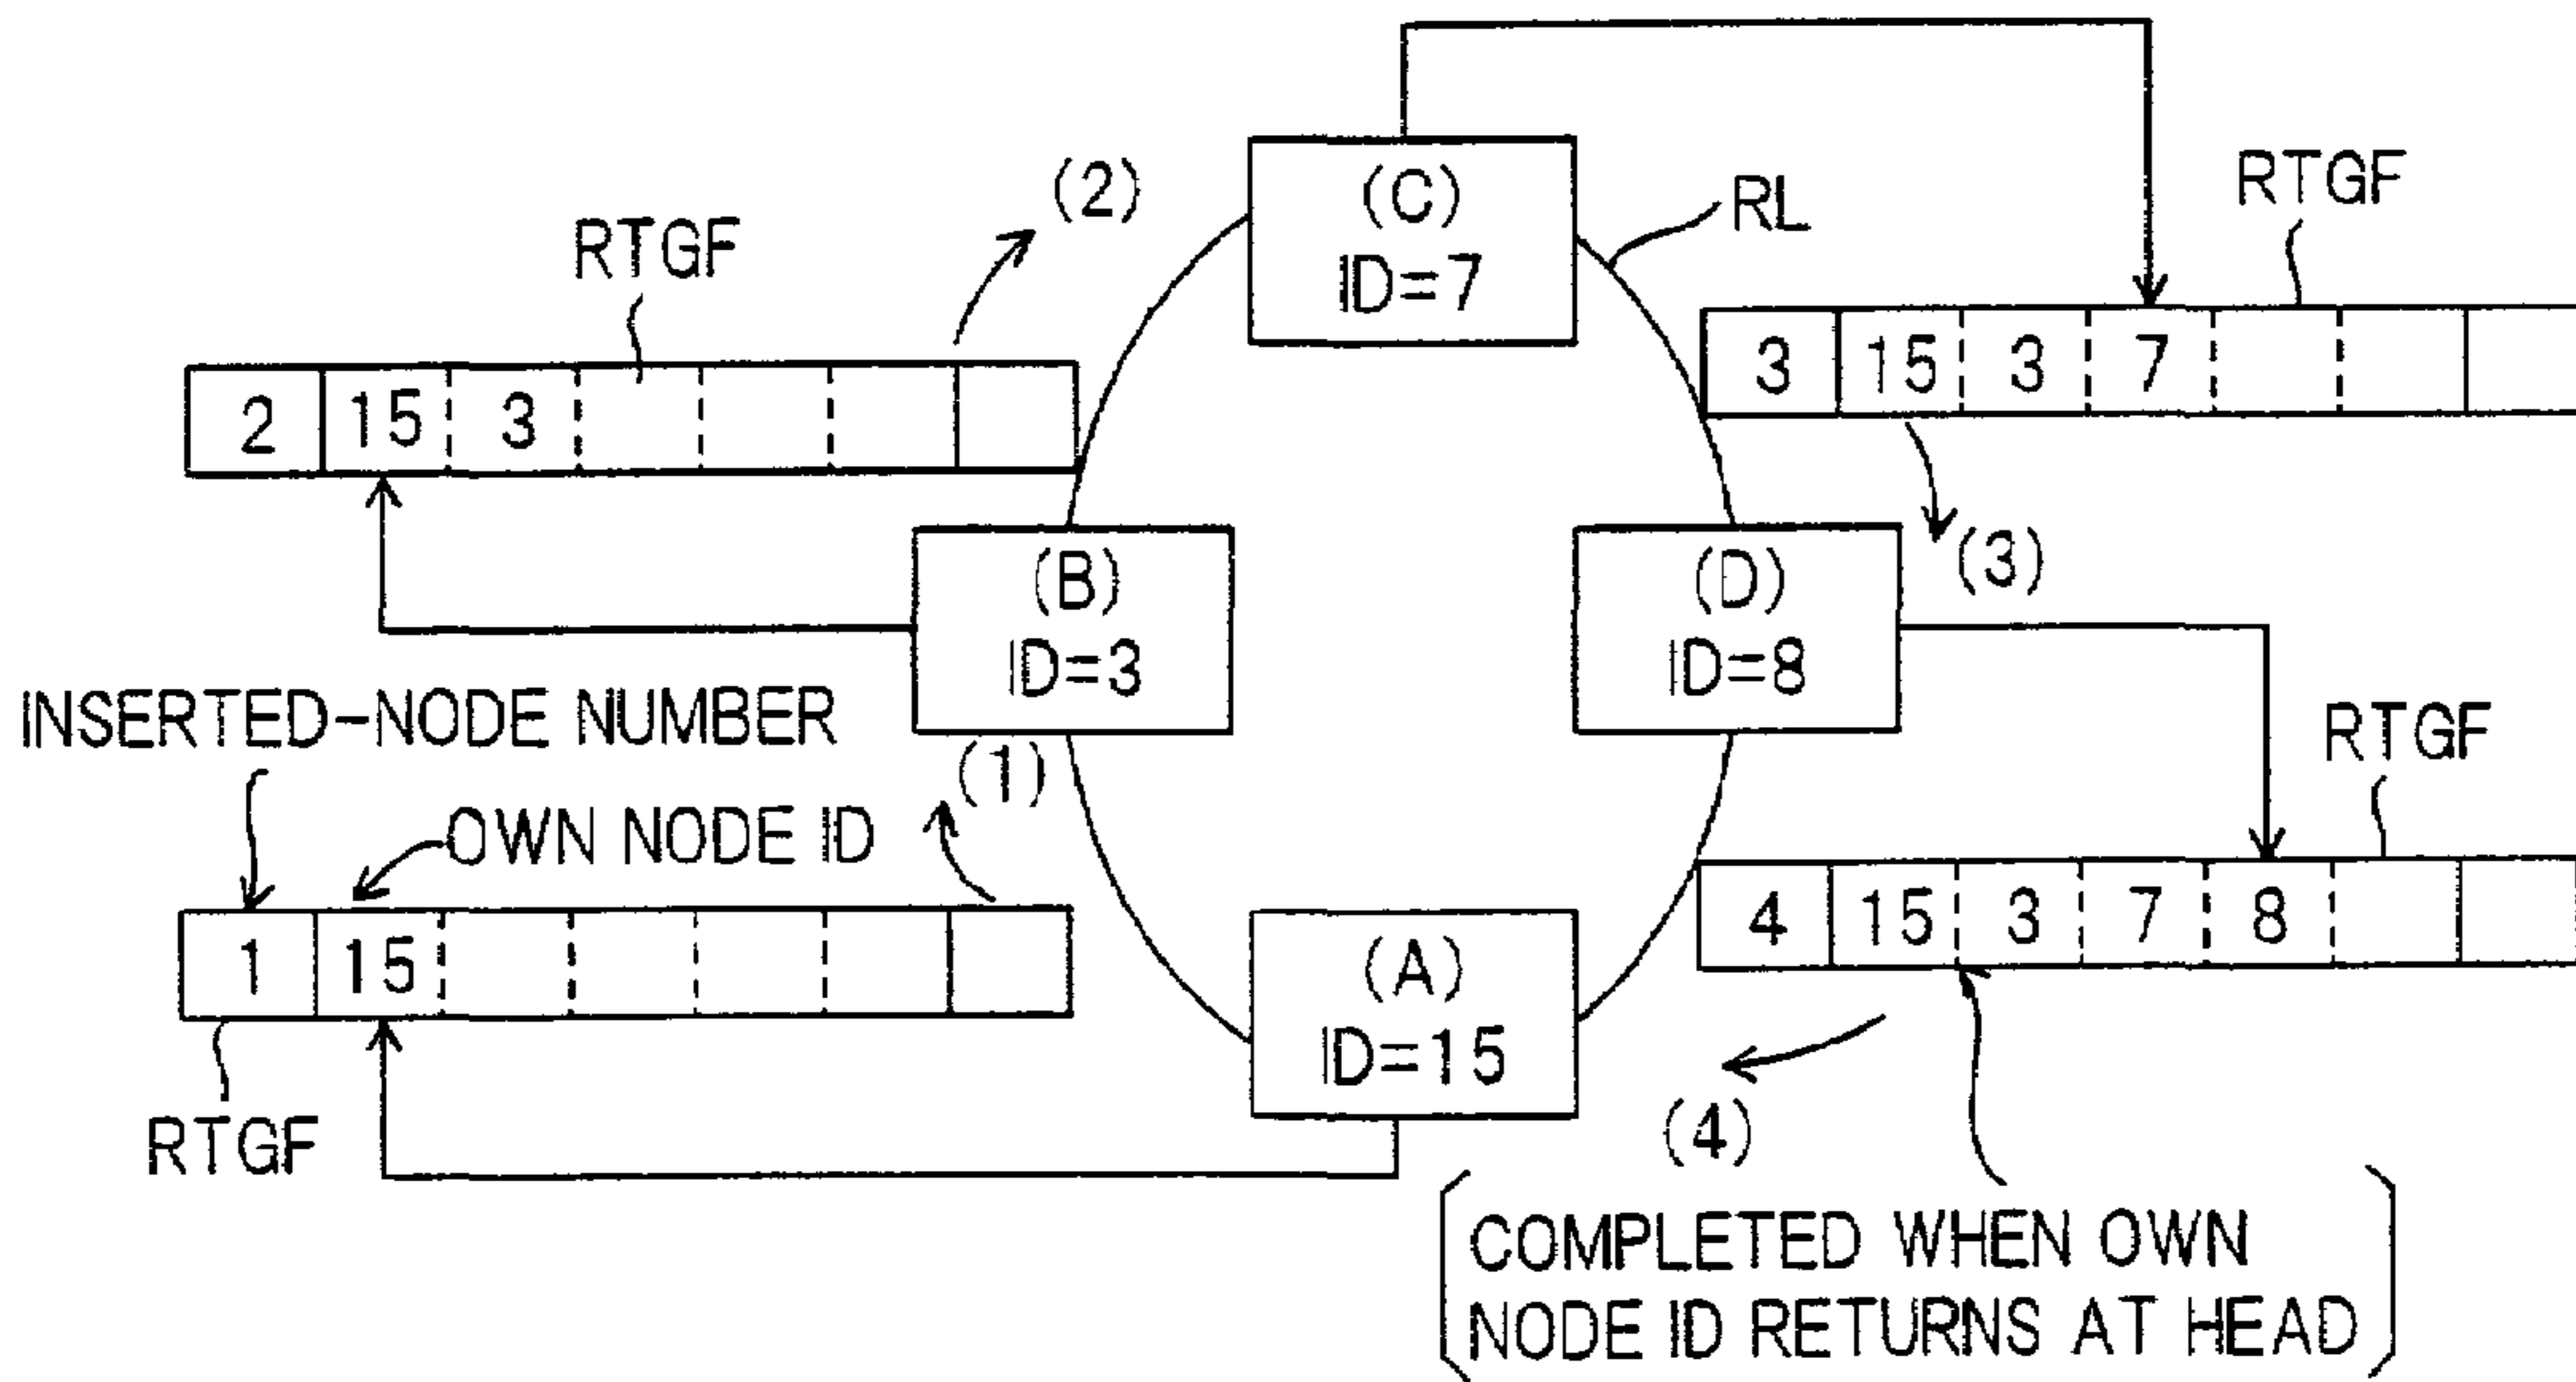 (C)
ID=7
(2)
RL
RTGF
RTGF
3 15 3 7
2 15 3
(B)
ID=3
(D)
ID=8
(3)
INSERTED-NODE NUMBER
(1)
OWN NODE ID
RTGF
1 15
4 15 3 7 8
(A)
ID=15
RTGF
(4)
COMPLETED WHEN OWN
NODE ID RETURNS AT HEAD